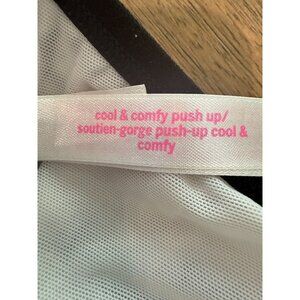 cool & comfy push up/
soutien-gorge push-up cool &
comfy